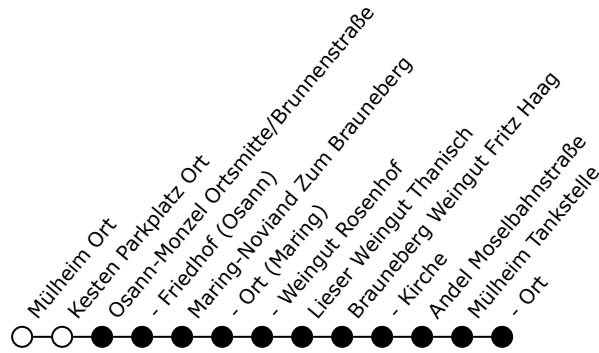 Mülheim Ort
Kesten Parkplatz Ort
Osann-Monzel Ortsmitte/Brunnenstraße
- Friedhof (Osann)
Maring-Noviand Zum Brauneberg
- Ort (Maring)
- Weingut Rosenhof
Lieser Weingut Thanisch
Brauneberg Weingut Fritz Haag
- Kirche
Andel Moselbahnstraße
Mülheim Tankstelle
- Ort